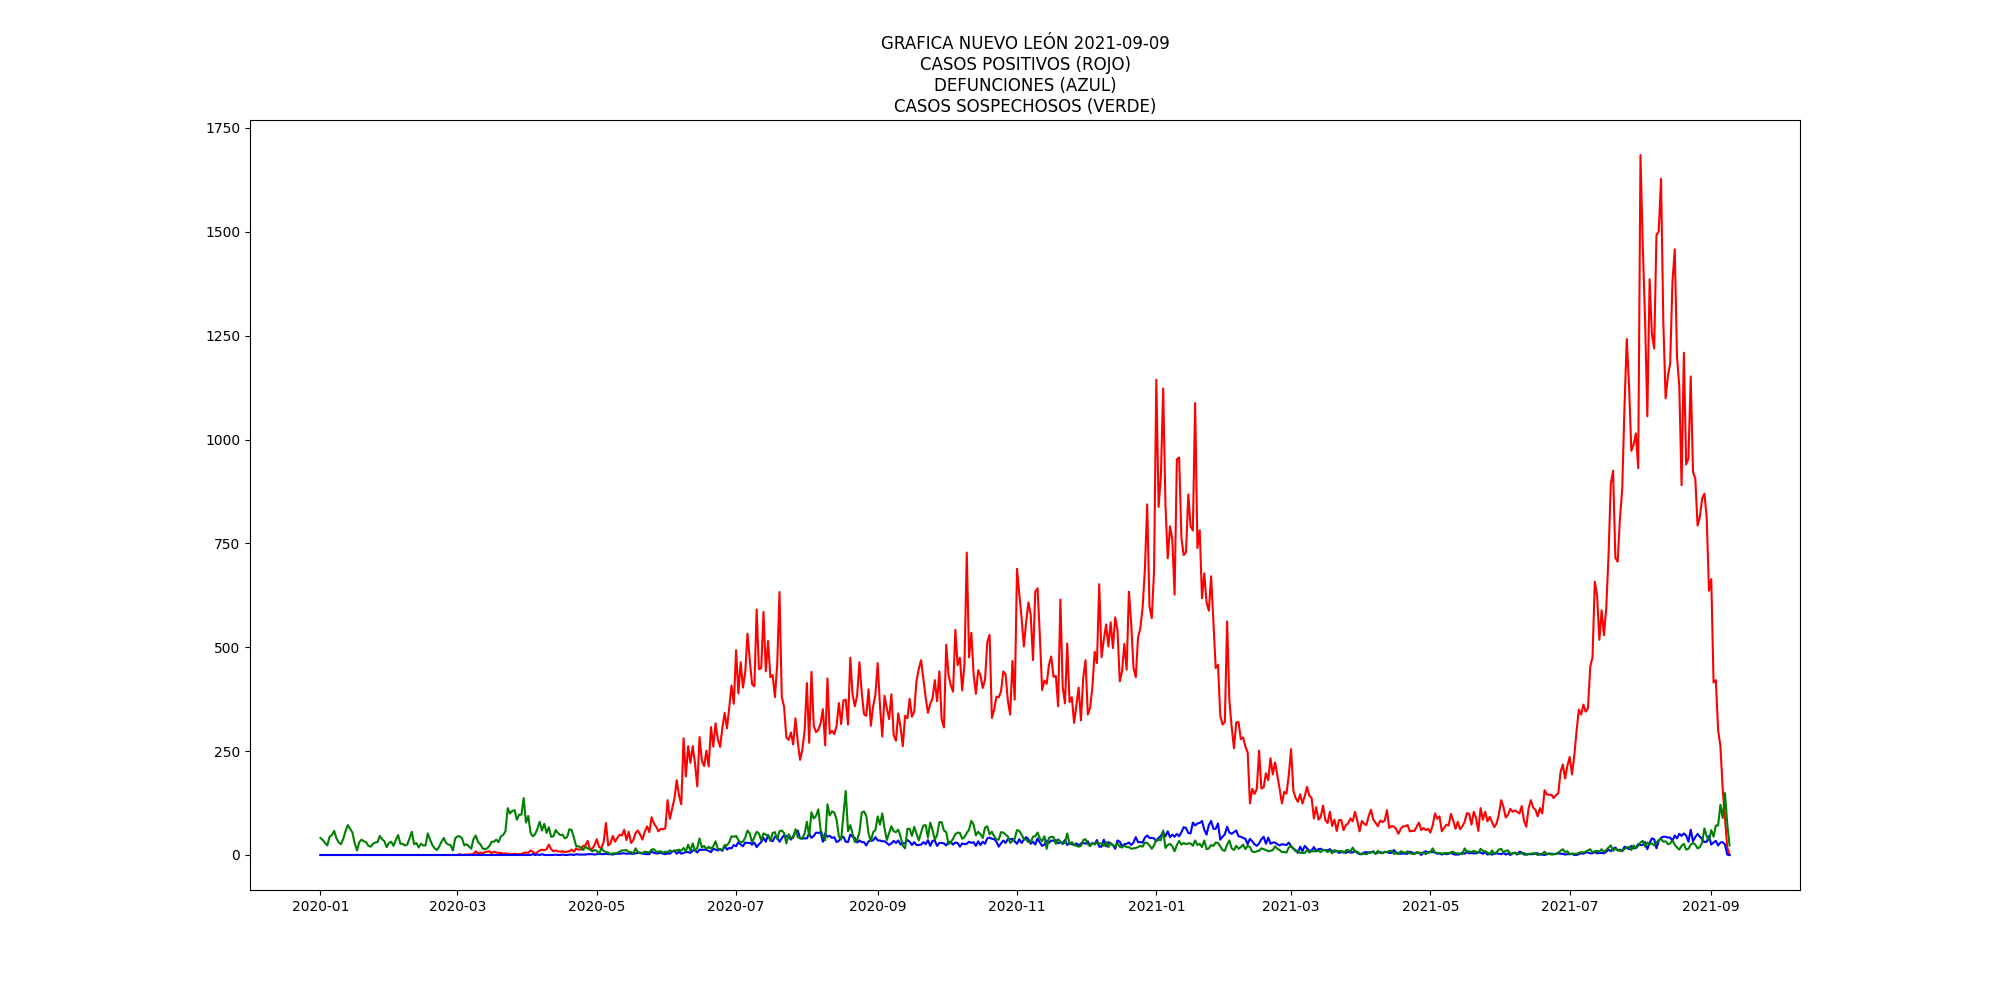 GRAFICA NUEVO LEÓN 2021-09-09
CASOS POSITIVOS (ROJO)
DEFUNCIONES (AZUL)
CASOS SOSPECHOSOS (VERDE)
1750
1500
1250
1000
750
500
250
0
2020-01 2020-03 2020-05 2020-07 2020-09 2020-11 2021-01 2021-03 2021-05 2021-07 2021-09